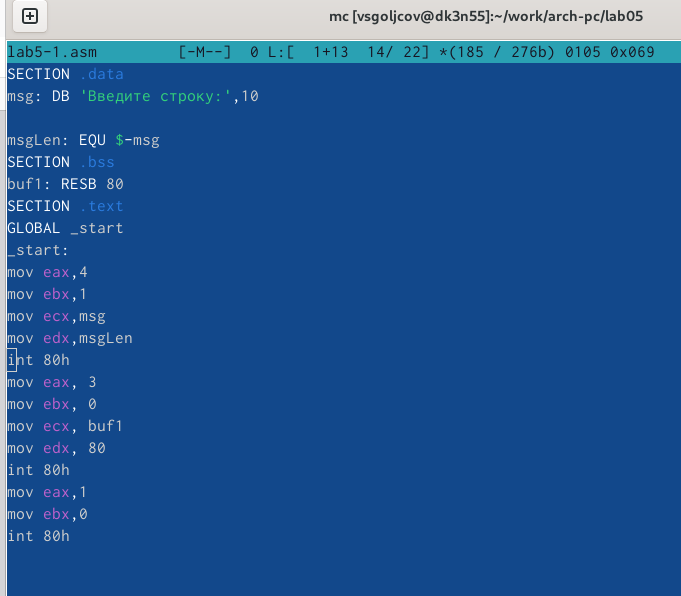 mc [vsgoljcov@dk3n55]:~/work/arch-pc/lab05
lab5-1.asm [-M--] 0 L:[ 1+13 14/ 22] *(185 / 276b) 0105 0x069
SECTION .data
msg: DB 'Введите строку:',10
msgLen: EQU $-msg
SECTION .bss
buf1: RESB 80
SECTION .text
GLOBAL _start
_start:
mov eax,4
mov ebx,1
mov ecx,msg
mov edx,msgLen
int 80h
mov eax, 3
mov ebx, 0
mov ecx, buf1
mov edx, 80
int 80h
mov eax,1
mov ebx,0
int 80h